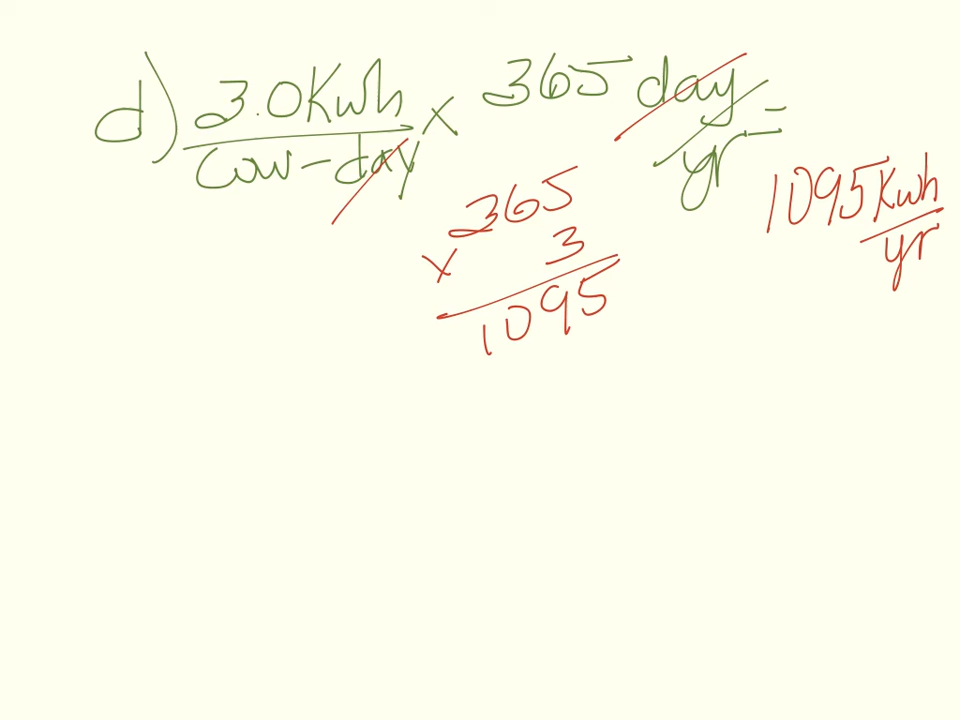 d) 3.0 Kwh / cow-day x 365 day / yr =
1095 Kwh / yr
365
x 3
1095